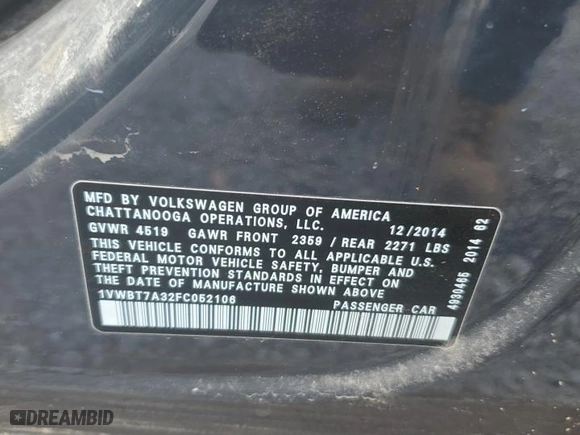 MFD BY VOLKSWAGEN GROUP OF AMERICA
CHATTANOOGA OPERATIONS, LLC. 12/2014
GVWR 4519 GAWR FRONT 2359 / REAR 2271 LBS
THIS VEHICLE CONFORMS TO ALL APPLICABLE U.S.
FEDERAL MOTOR VEHICLE SAFETY, BUMPER AND
THEFT PREVENTION STANDARDS IN EFFECT ON
THE DATE OF MANUFACTURE SHOWN ABOVE
1VWBT7A32FC052106 PASSENGER CAR
4930465 2014 62
DREAMBID